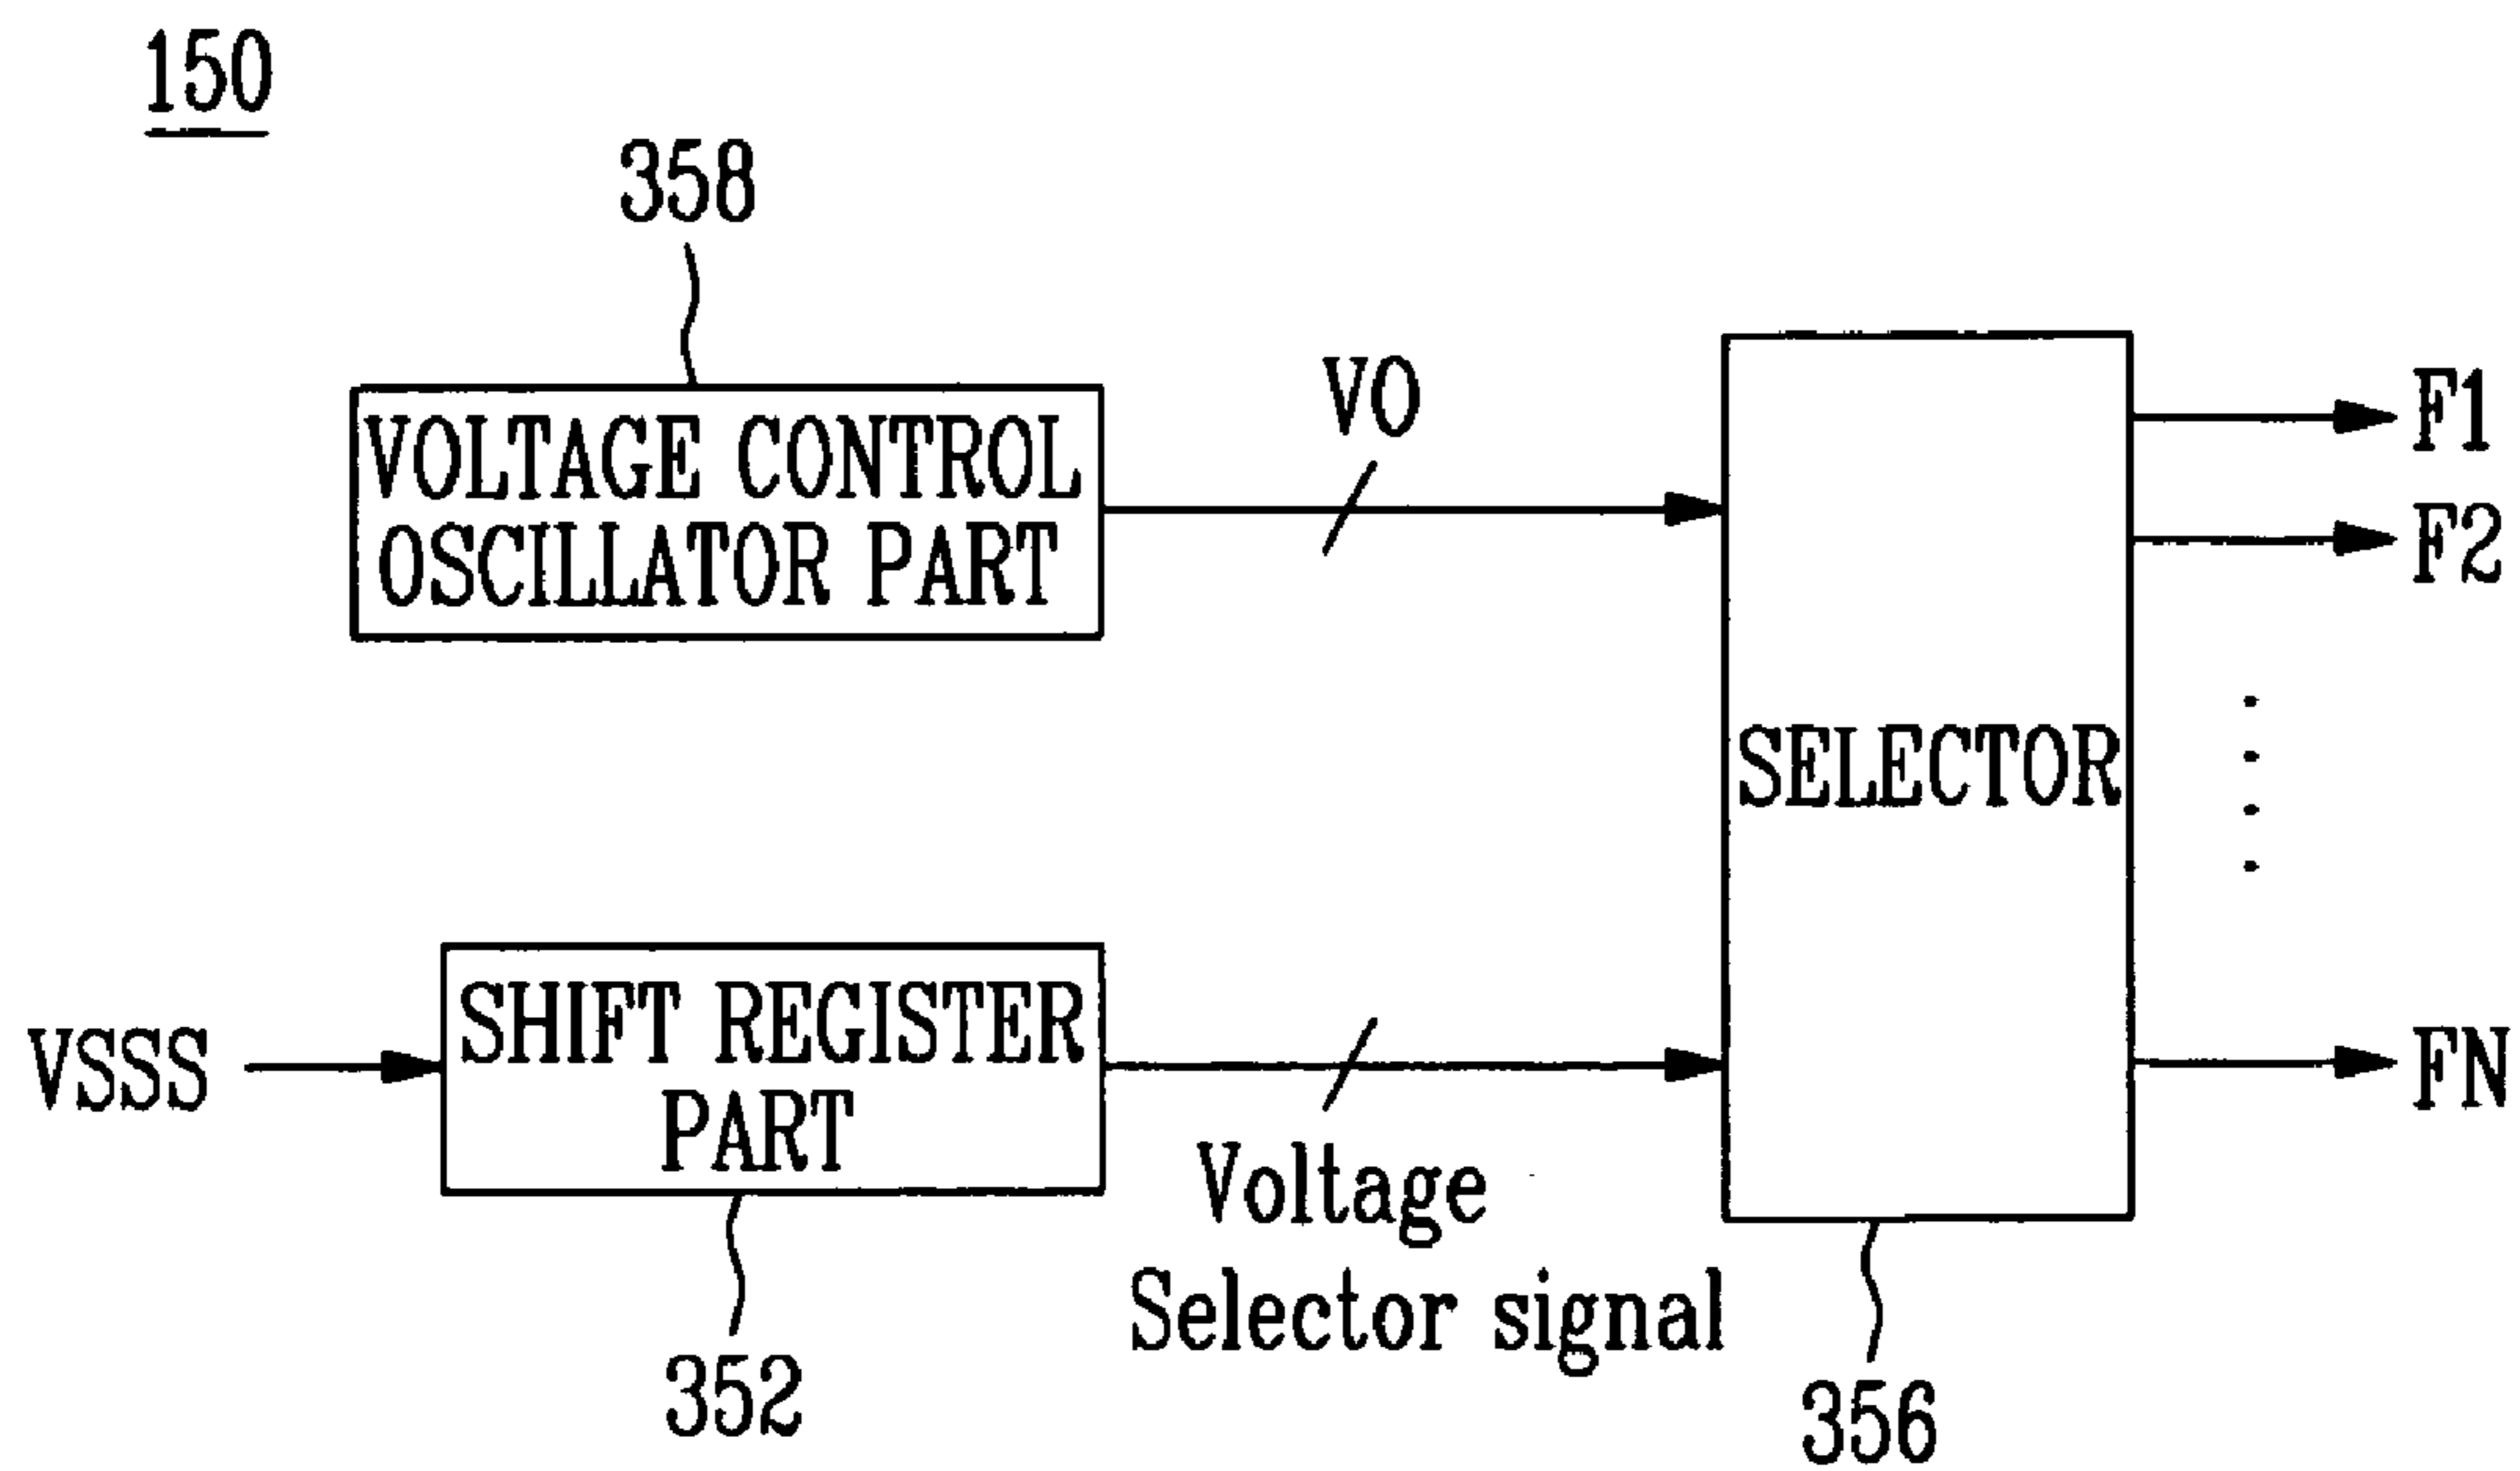 150
358
VOLTAGE CONTROL
OSCILLATOR PART
VO
F1
F2
SELECTOR
VSSS
SHIFT REGISTER
PART
FN
Voltage
Selector signal
352
356